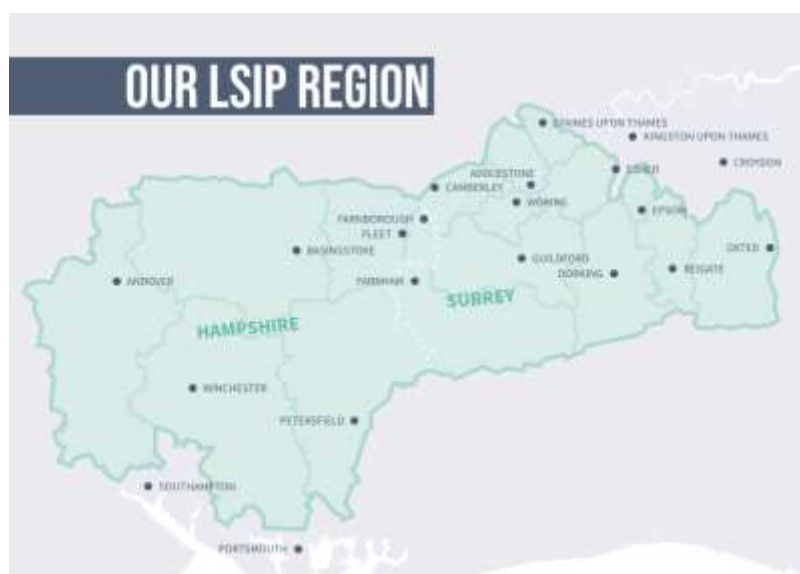 OUR LSIP REGION
STAINES UPON THAMES
KINGSTON UPON THAMES
CROYDON
ESHER
ADDLESTONE
CAMBERLEY
WOKING
EPSOM
FARNBOROUGH
FLEET
BASINGSTOKE
OXTED
GUILDFORD
DORKING
REIGATE
ANDOVER
FARNHAM
SURREY
HAMPSHIRE
WINCHESTER
PETERSFIELD
SOUTHAMPTON
PORTSMOUTH